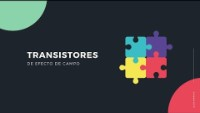 TRANSISTORES
DE EFECTO DE CAMPO